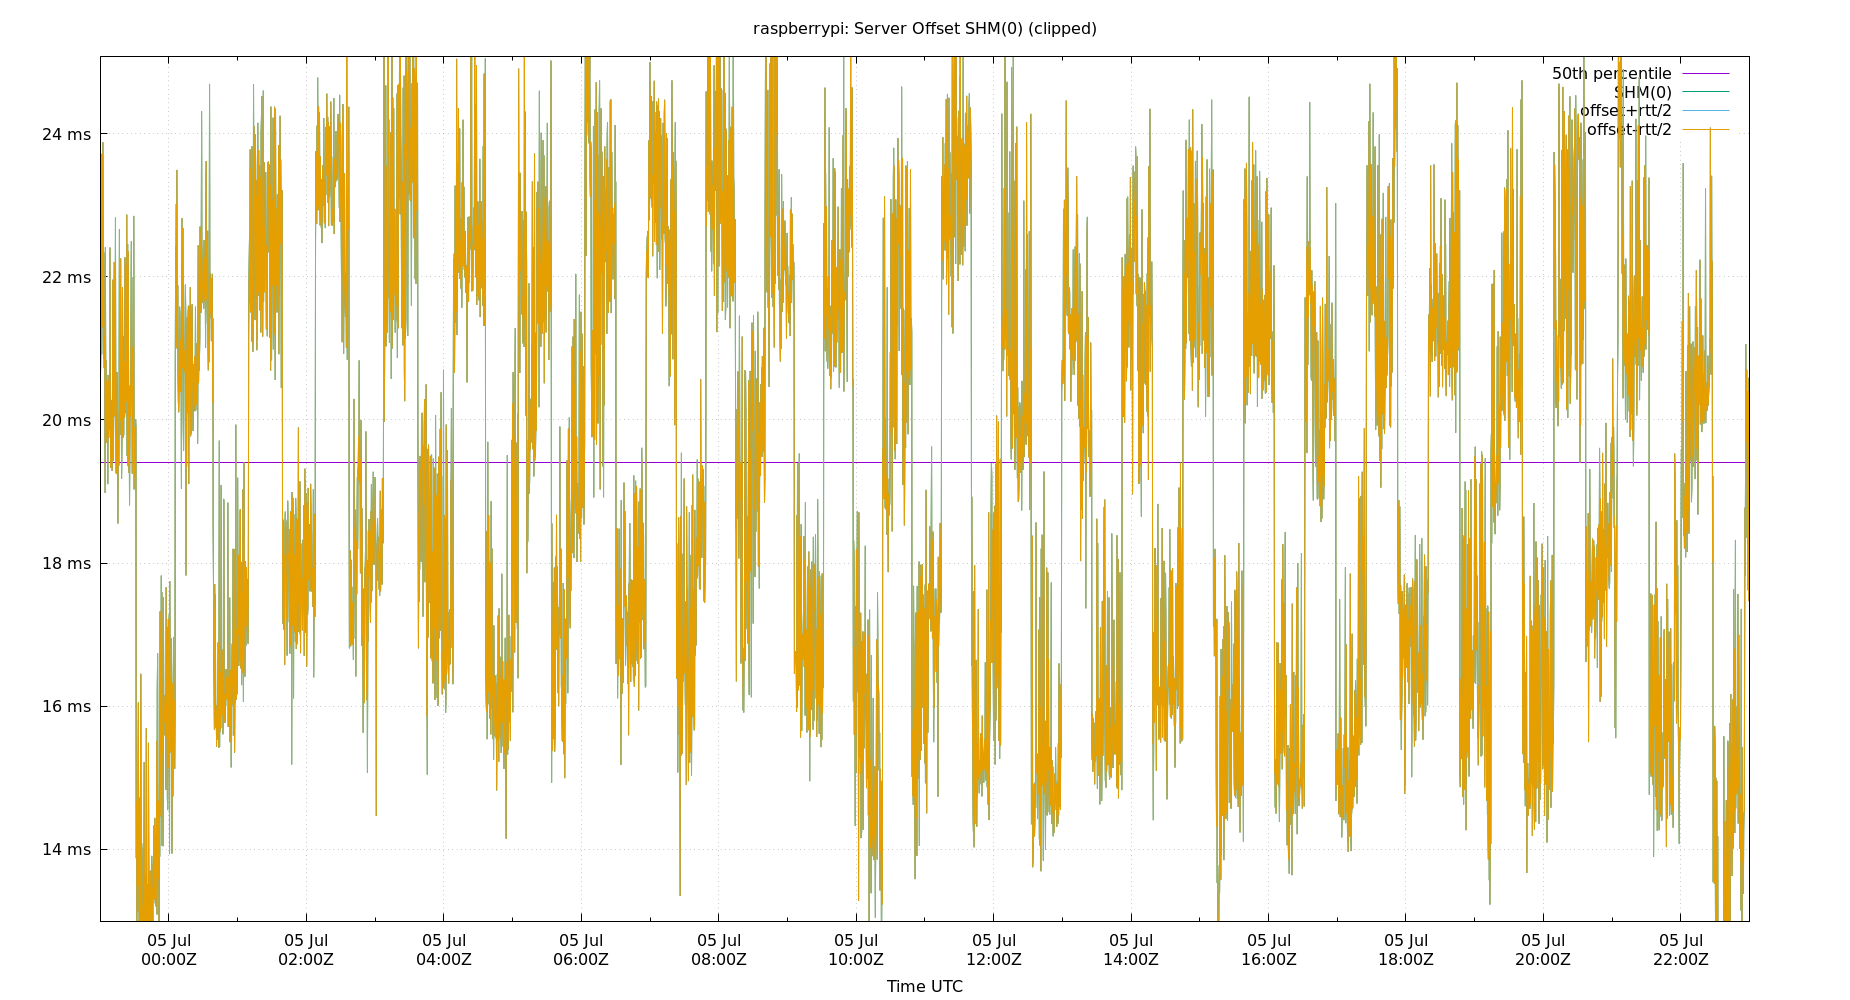 raspberrypi: Server Offset SHM(0) (clipped)
50th percentile
SHM(0)
offset+rtt/2
offset-rtt/2
24 ms
22 ms
20 ms
18 ms
16 ms
14 ms
05 Jul 05 Jul 05 Jul 05 Jul 05 Jul 05 Jul 05 Jul 05 Jul 05 Jul 05 Jul 05 Jul 05 Jul
00:00Z 02:00Z 04:00Z 06:00Z 08:00Z 10:00Z 12:00Z 14:00Z 16:00Z 18:00Z 20:00Z 22:00Z
Time UTC